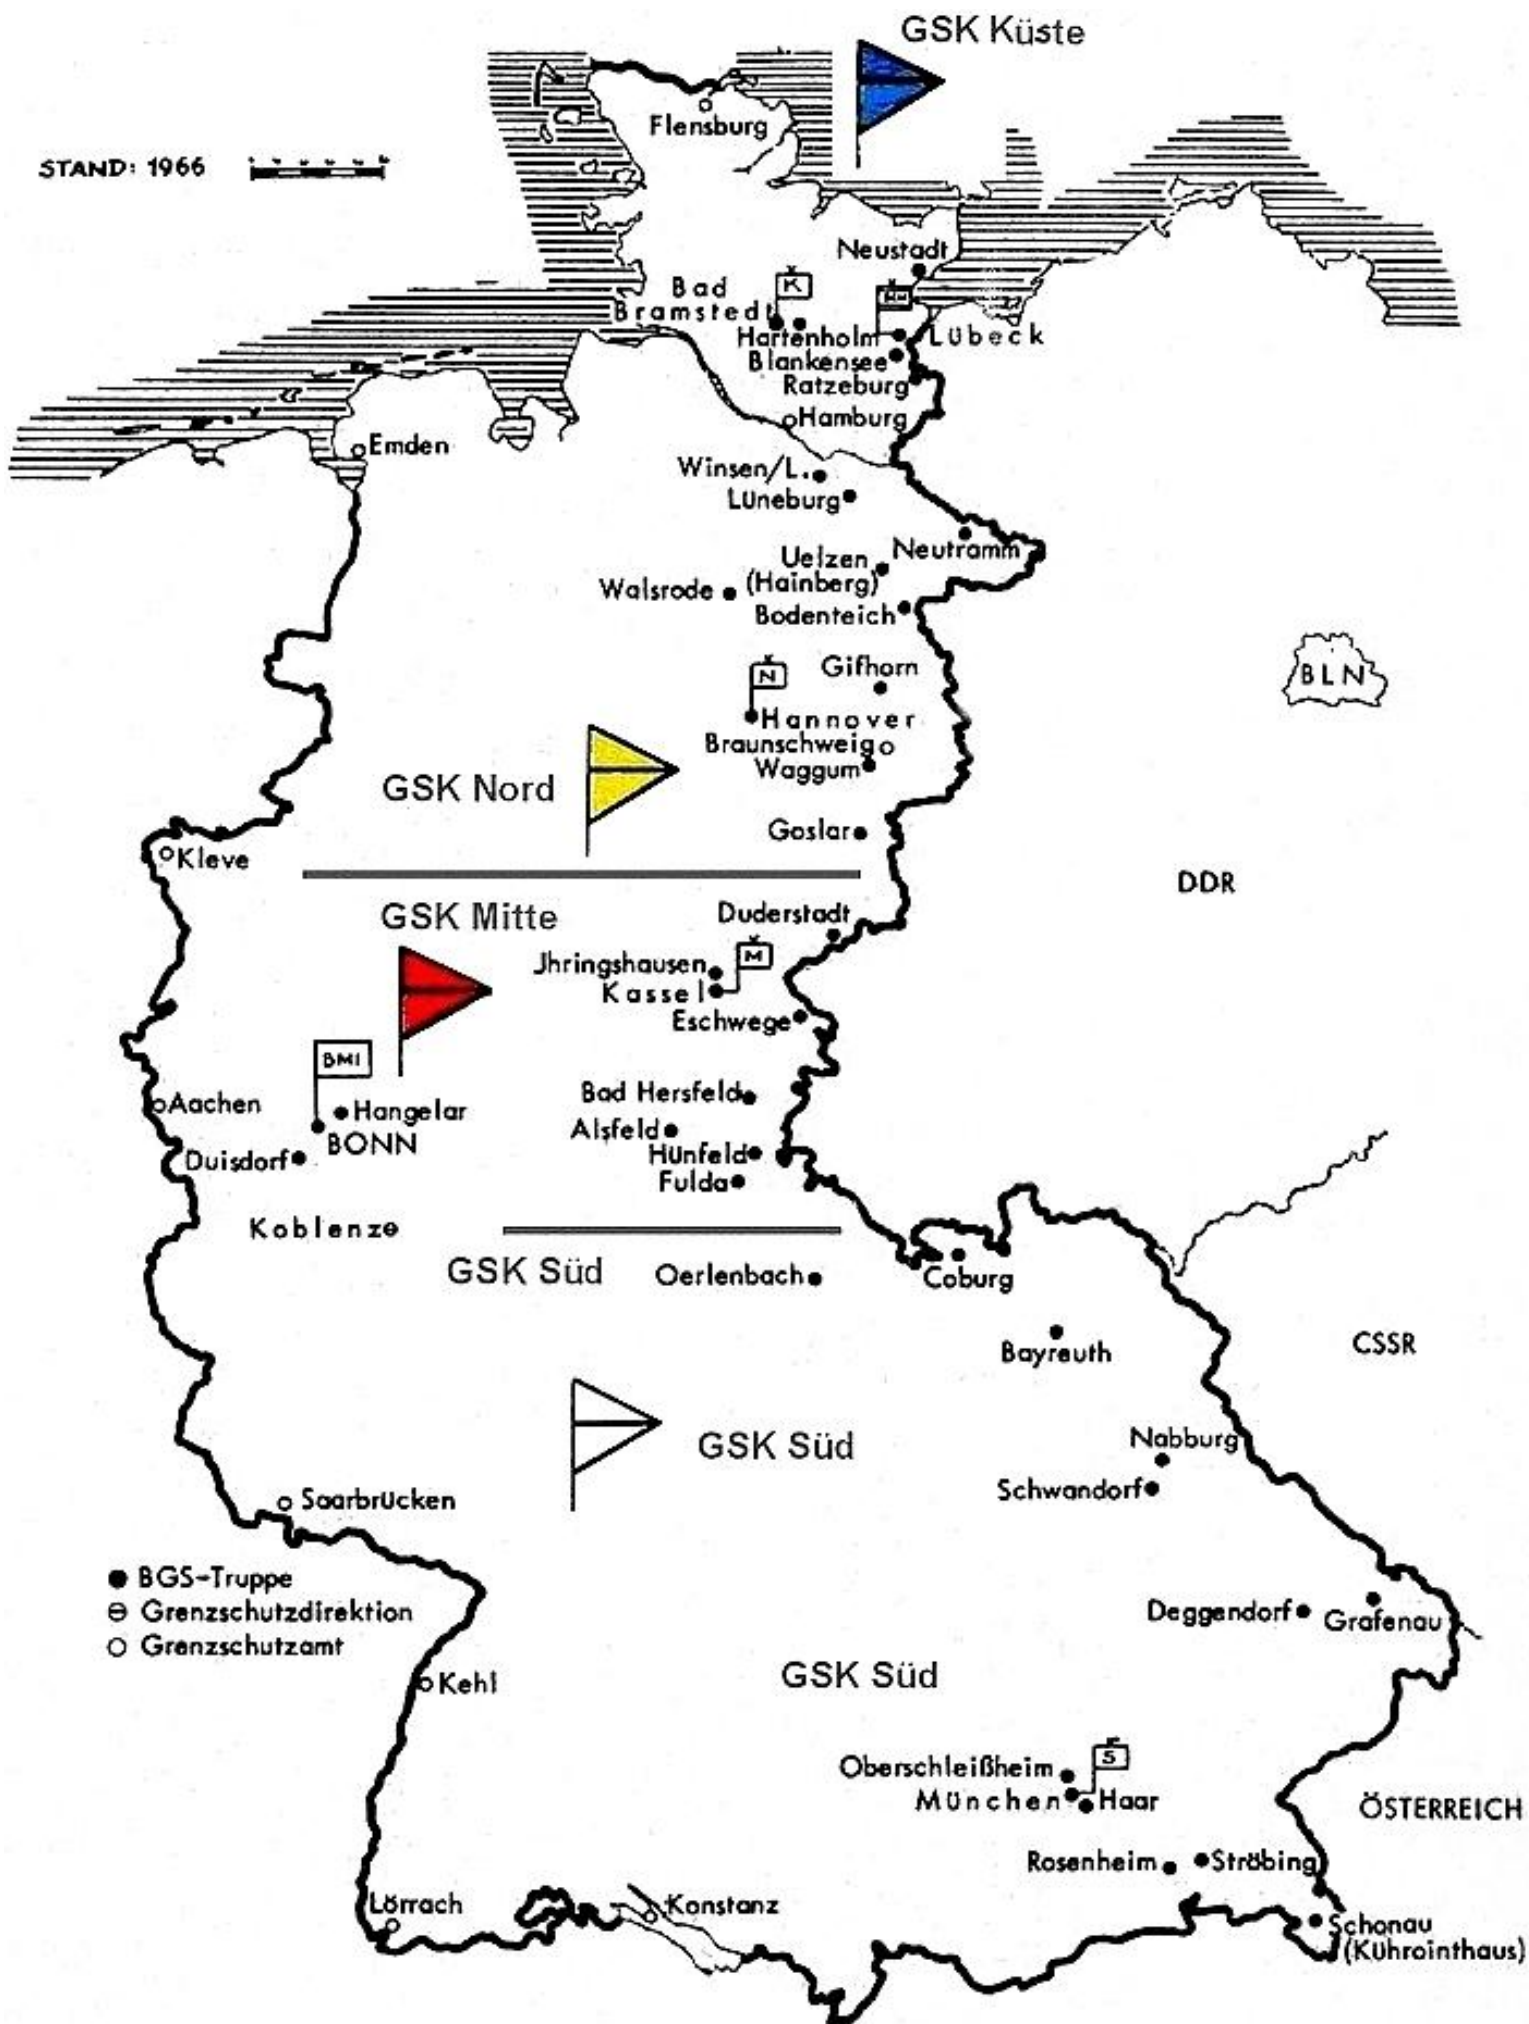 GSK Küste
Flensburg
STAND: 1966
Neustadt
K
Bad
Bramstedt
Hartenholm
Lübeck
Blankensee
Ratzeburg
Hamburg
Emden
Winsen/L.
Lüneburg
Neutramm
Uelzen
(Hainberg)
Walsrode
Bodenteich
BLN
N
Gifhorn
Hannover
Braunschweig
Waggum
GSK Nord
Goslar
Kleve
DDR
GSK Mitte
Duderstadt
M
Jhringshausen
Kassel
Eschwege
BMI
Bad Hersfeld
Aachen
Hangelar
BONN
Alsfeld
Duisdorf
Hünfeld
Fulda
Koblenz
GSK Süd
Oerlenbach
Coburg
Bayreuth
CSSR
GSK Süd
Nabburg
Schwandorf
Saarbrücken
BGS-Truppe
Grenzschutzdirektion
Grenzschutzamt
Deggendorf
Grafenau
GSK Süd
Kehl
S
Oberschleißheim
München
Haar
ÖSTERREICH
Rosenheim
Ströbing
Lörrach
Konstanz
Schönau
(Kührointhaus)